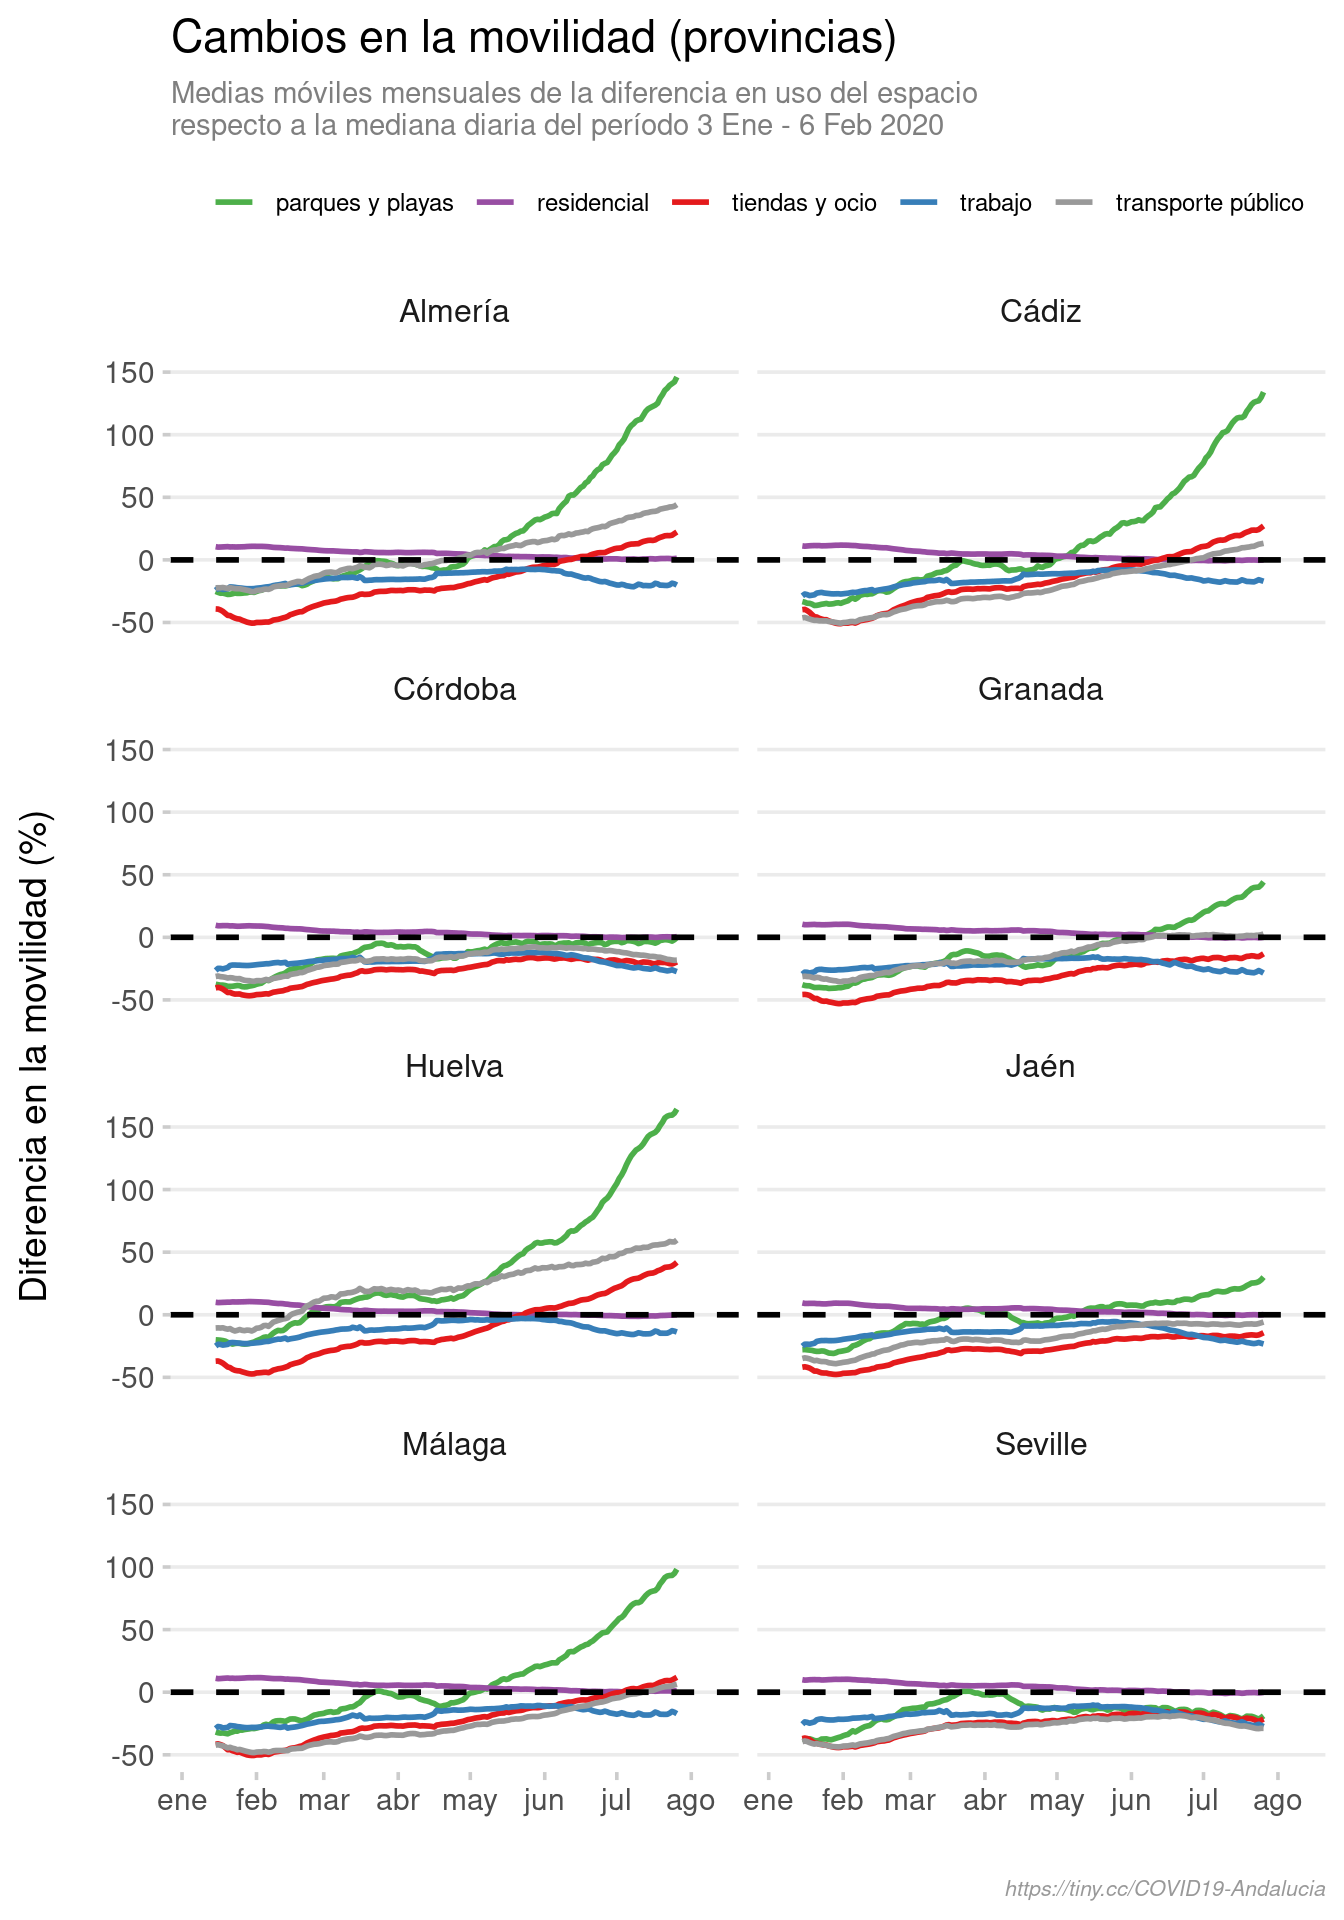 Cambios en la movilidad (provincias)
Medias móviles mensuales de la diferencia en uso del espacio
respecto a la mediana diaria del período 3 Ene - 6 Feb 2020
parques y playas residencial tiendas y ocio trabajo transporte público
Almería Cádiz
150
100
50
0
-50
Córdoba Granada
150
100
50
0
-50
Diferencia en la movilidad (%)
Huelva Jaén
150
100
50
0
-50
Málaga Seville
150
100
50
0
-50
ene feb mar abr may jun jul ago ene feb mar abr may jun jul ago
https://tiny.cc/COVID19-Andalucia